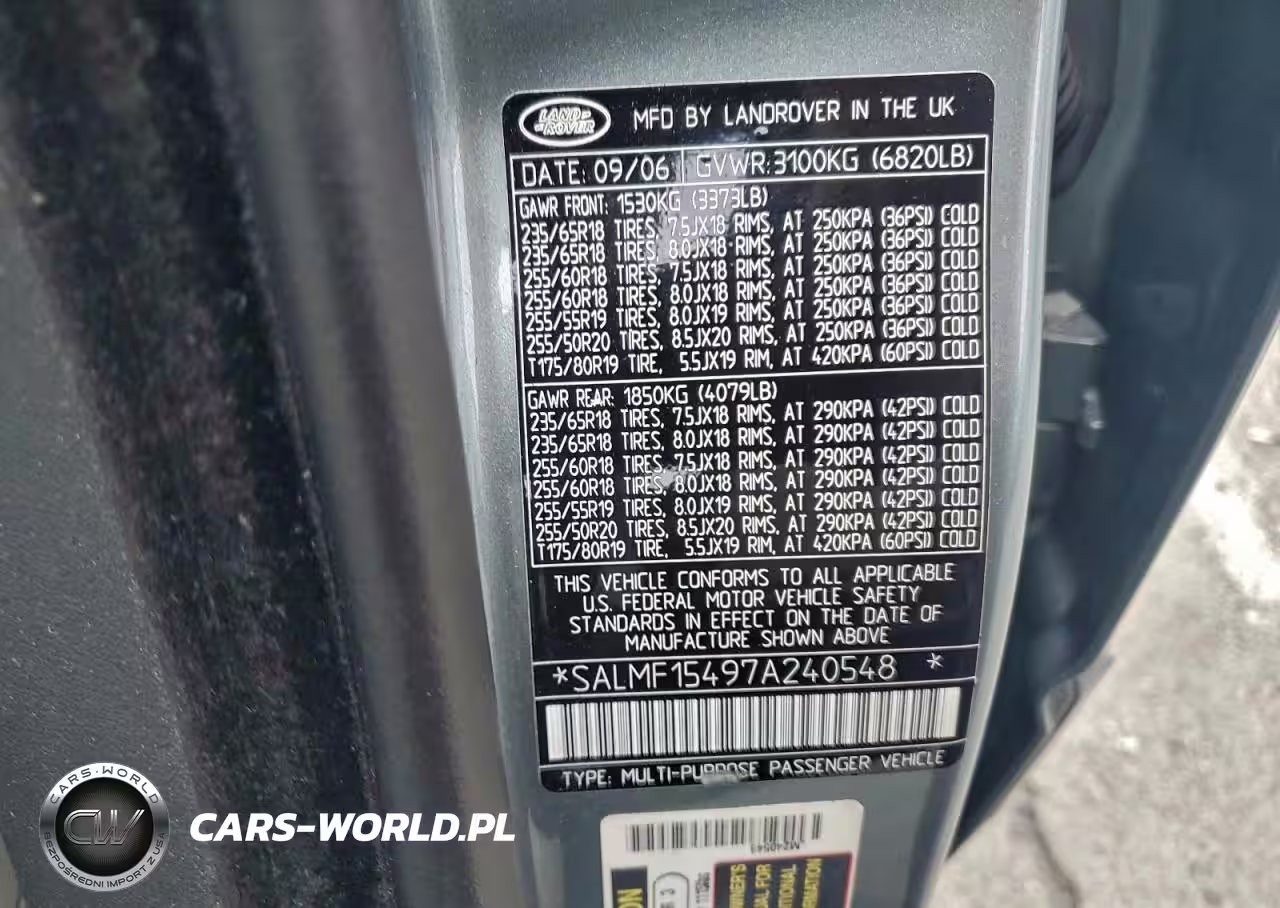 LAND
ROVER
MFD BY LANDROVER IN THE UK
DATE: 09/06 GVWR:3100KG (6820LB)
GAWR FRONT: 1530KG (3373LB)
235/65R18 TIRES, 7.5JX18 RIMS, AT 250KPA (36PSI) COLD
235/65R18 TIRES, 8.0JX18 RIMS, AT 250KPA (36PSI) COLD
255/60R18 TIRES, 7.5JX18 RIMS, AT 250KPA (36PSI) COLD
255/60R18 TIRES, 8.0JX18 RIMS, AT 250KPA (36PSI) COLD
255/55R19 TIRES, 8.0JX19 RIMS, AT 250KPA (36PSI) COLD
255/50R20 TIRES, 8.5JX20 RIMS, AT 250KPA (36PSI) COLD
T175/80R19 TIRE, 5.5JX19 RIM, AT 420KPA (60PSI) COLD
GAWR REAR: 1850KG (4079LB)
235/65R18 TIRES, 7.5JX18 RIMS, AT 290KPA (42PSI) COLD
235/65R18 TIRES, 8.0JX18 RIMS, AT 290KPA (42PSI) COLD
255/60R18 TIRES, 7.5JX18 RIMS, AT 290KPA (42PSI) COLD
255/60R18 TIRES, 8.0JX18 RIMS, AT 290KPA (42PSI) COLD
255/55R19 TIRES, 8.0JX19 RIMS, AT 290KPA (42PSI) COLD
255/50R20 TIRES, 8.5JX20 RIMS, AT 290KPA (42PSI) COLD
T175/80R19 TIRE, 5.5JX19 RIM, AT 420KPA (60PSI) COLD
THIS VEHICLE CONFORMS TO ALL APPLICABLE
U.S. FEDERAL MOTOR VEHICLE SAFETY
STANDARDS IN EFFECT ON THE DATE OF
MANUFACTURE SHOWN ABOVE
*SALMF15497A240548 *
TYPE: MULTI-PURPOSE PASSENGER VEHICLE
CARS-WORLD
CW
BEZPOŚREDNI IMPORT Z USA
CARS-WORLD.PL